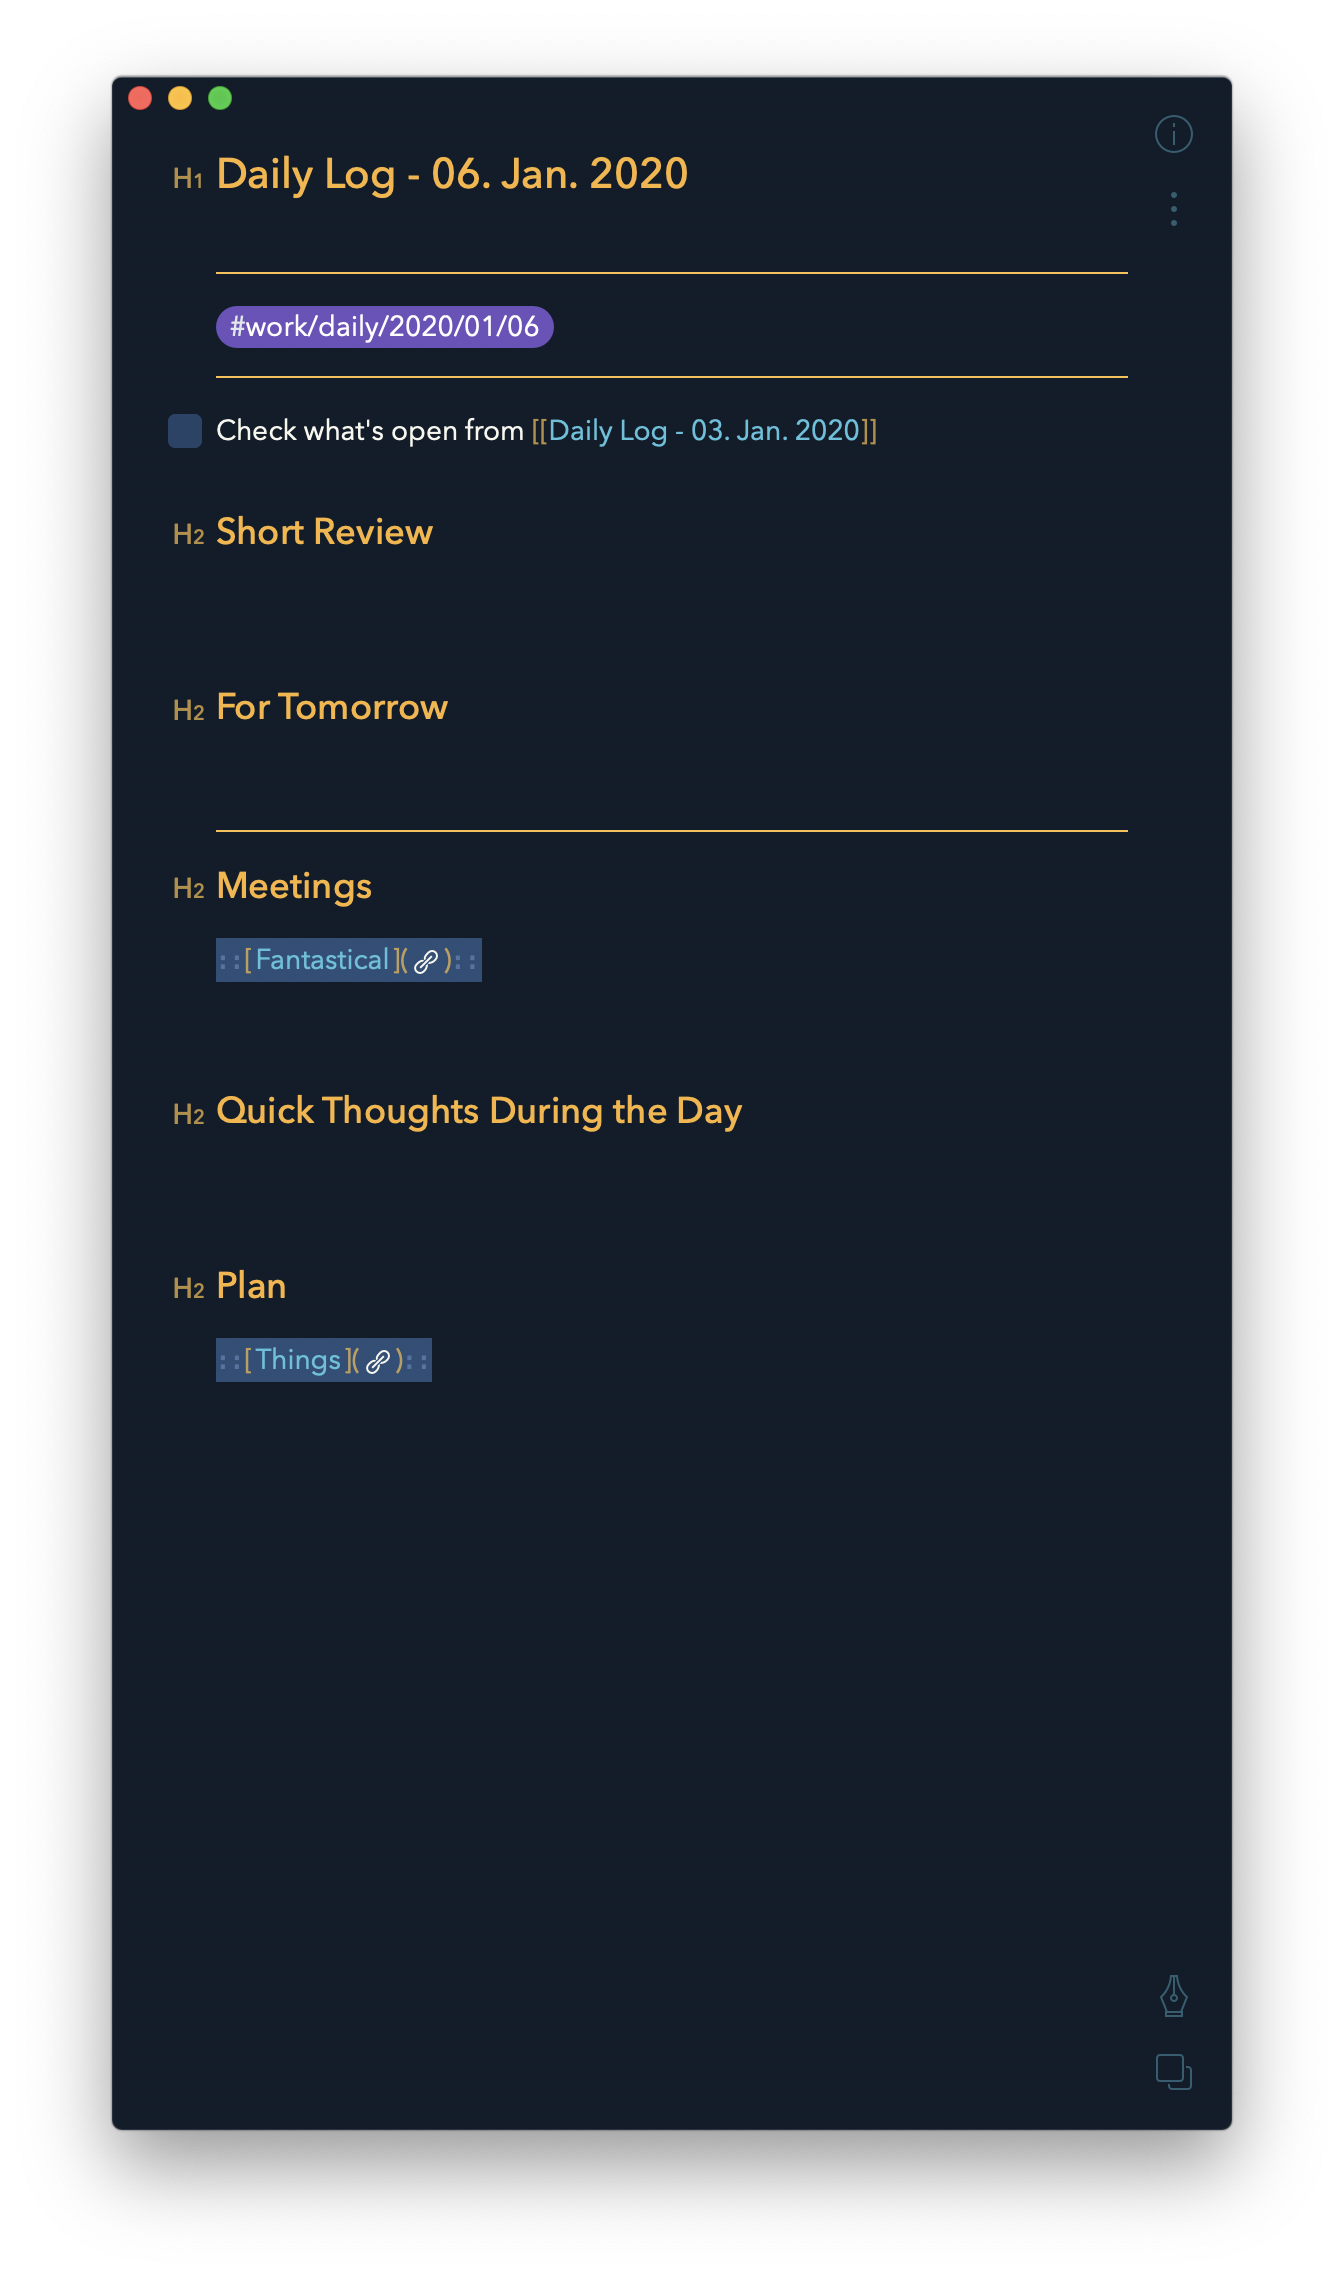 H1 Daily Log - 06. Jan. 2020
#work/daily/2020/01/06
Check what's open from [[Daily Log - 03. Jan. 2020]]
H2 Short Review
H2 For Tomorrow
H2 Meetings
::[Fantastical]()::
H2 Quick Thoughts During the Day
H2 Plan
::[Things]()::